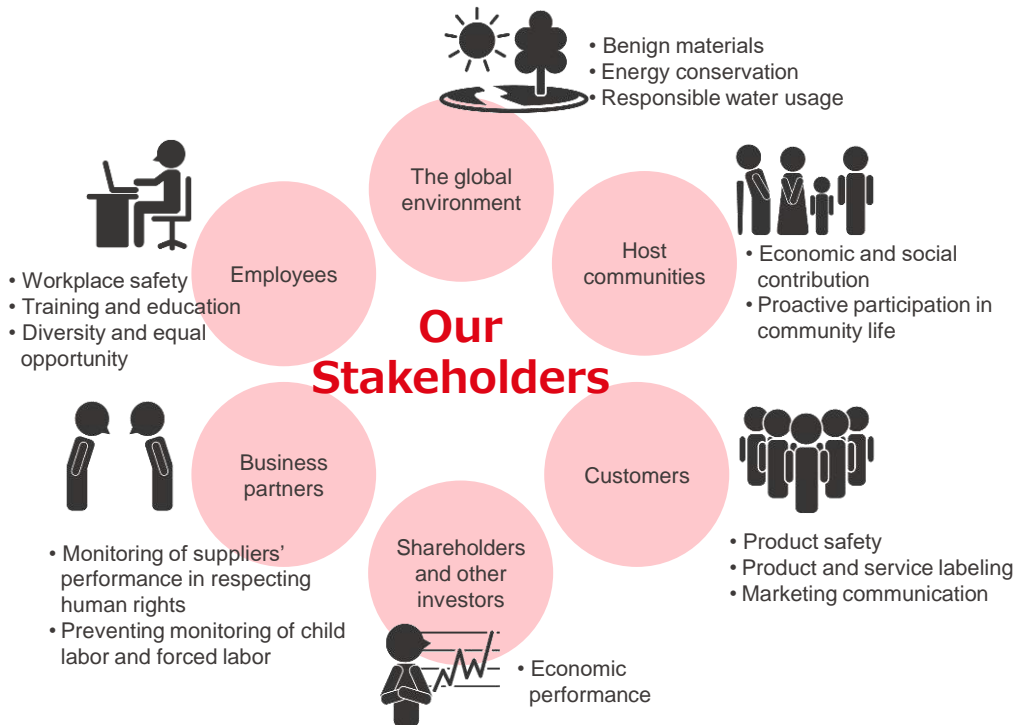 • Benign materials
• Energy conservation
• Responsible water usage
The global
environment
Host
communities
• Economic and social
contribution
• Proactive participation in
community life
Employees
• Workplace safety
• Training and education
• Diversity and equal
opportunity
Our
Stakeholders
Business
partners
• Monitoring of suppliers’
performance in respecting
human rights
• Preventing monitoring of child
labor and forced labor
Customers
• Product safety
• Product and service labeling
• Marketing communication
Shareholders
and other
investors
• Economic
performance